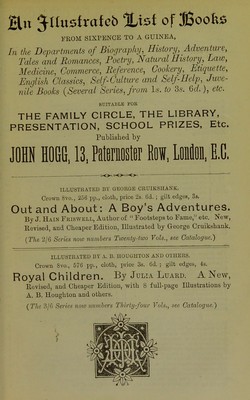 An Illustrated List of Books
FROM SIXPENCE TO A GUINEA,
In the Departments of Biography, History, Adventure,
Tales and Romances, Poetry, Natural History, Law,
Medicine, Commerce, Reference, Cookery, Etiquette,
English Classics, Self-Culture and Self-Help, Juve-
nile Books (Several Series, from 1s. to 3s. 6d.), etc.
SUITABLE FOR
THE FAMILY CIRCLE, THE LIBRARY,
PRESENTATION, SCHOOL PRIZES, Etc.
Published by
JOHN HOGG, 13, Paternoster Row, London, E.C.
ILLUSTRATED BY GEORGE CRUIKSHANK.
Crown 8vo, 256 pp., cloth, price 2s. 6d.; gilt edges, 3s.
Out and About: A Boy's Adventures.
By J. HAIN FRISWELL, Author of "Footsteps to Fame," etc. New,
Revised, and Cheaper Edition, Illustrated by George Cruikshank.
(The 2/6 Series now numbers Twenty-two Vols., see Catalogue.)
ILLUSTRATED BY A. B. HOUGHTON AND OTHERS.
Crown 8vo, 576 pp., cloth, price 3s. 6d.; gilt edges, 4s.
Royal Children. By JULIA LUARD. A New,
Revised, and Cheaper Edition, with 8 full-page Illustrations by
A. B. Houghton and others.
(The 3/6 Series now numbers Thirty-four Vols., see Catalogue.)